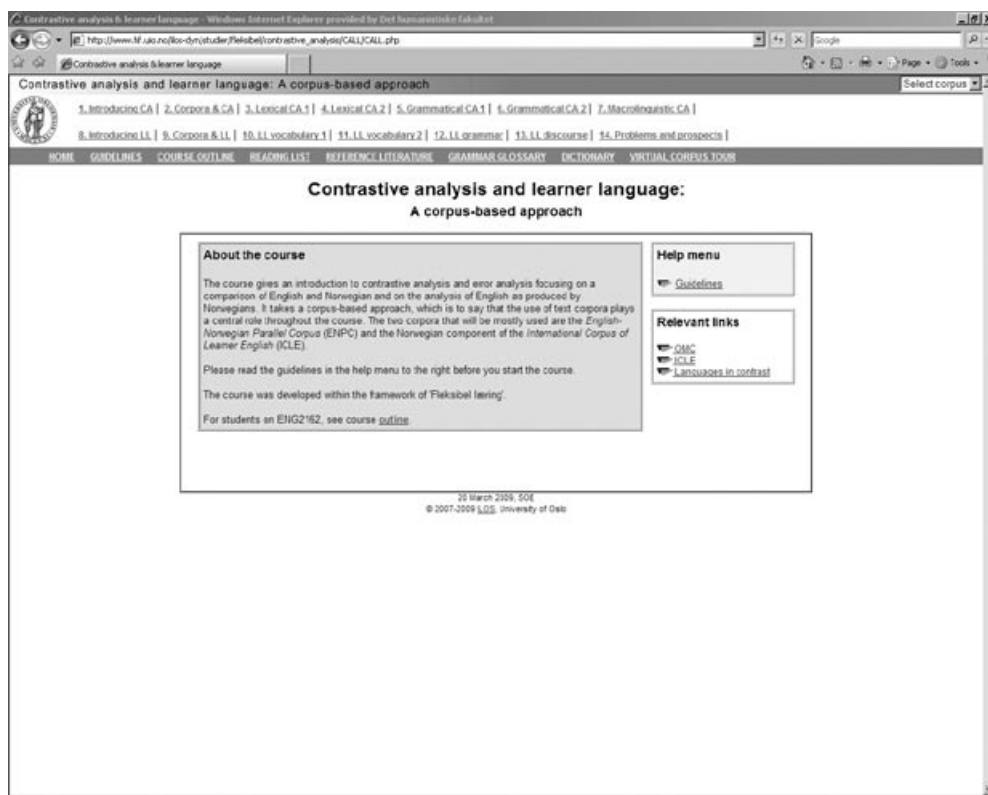 Contrastive analysis & learner language - Windows Internet Explorer provided by Det humanistiske fakultet
http://www.hf.uio.no/ilos-dyn/studier/fleksibel/contrastive_analysis/CALL/CALL.php
Google
Contrastive analysis & learner language
Page
Tools
Contrastive analysis and learner language: A corpus-based approach
Select corpus
1. Introducing CA | 2. Corpora & CA | 3. Lexical CA 1 | 4. Lexical CA 2 | 5. Grammatical CA 1 | 6. Grammatical CA 2 | 7. Macrolinguistic CA |
8. Introducing LL | 9. Corpora & LL | 10. LL vocabulary 1 | 11. LL vocabulary 2 | 12. LL grammar | 13. LL discourse | 14. Problems and prospects |
HOME GUIDELINES COURSE OUTLINE READING LIST REFERENCE LITERATURE GRAMMAR GLOSSARY DICTIONARY VIRTUAL CORPUS TOUR
Contrastive analysis and learner language:
A corpus-based approach
About the course
The course gives an introduction to contrastive analysis and error analysis focusing on a
comparison of English and Norwegian and on the analysis of English as produced by
Norwegians. It takes a corpus-based approach, which is to say that the use of text corpora plays
a central role throughout the course. The two corpora that will be mostly used are the English-
Norwegian Parallel Corpus (ENPC) and the Norwegian component of the International Corpus of
Learner English (ICLE).
Please read the guidelines in the help menu to the right before you start the course.
The course was developed within the framework of 'Fleksibel læring'.
For students on ENG2162, see course outline.
Help menu
Guidelines
Relevant links
OMC
ICLE
Languages in contrast
20 March 2009, SOE
© 2007-2009 ILOS, University of Oslo